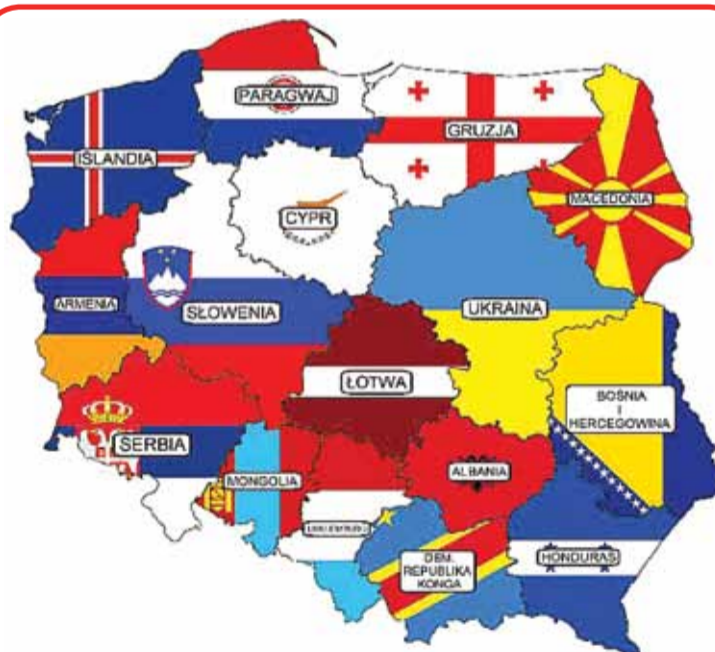 PARAGWAJ
GRUZJA
ISLANDIA
MACEDONIA
CYPR
ARMENIA
SŁOWENIA
UKRAINA
ŁOTWA
BOŚNIA
I
HERCEGOWINA
SERBIA
MONGOLIA
ALBANIA
DEM.
REPUBLIKA
KONGA
HONDURAS